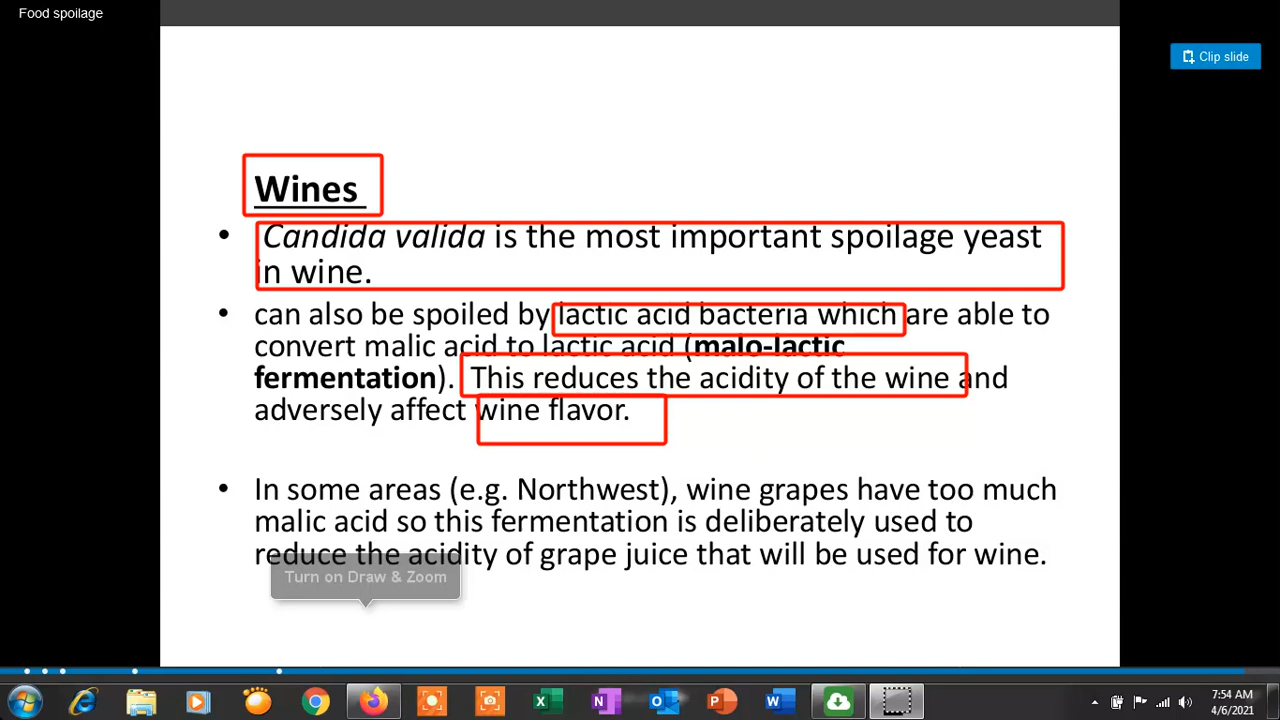 Food spoilage
Clip slide
Wines
• Candida valida is the most important spoilage yeast
in wine.
• can also be spoiled by lactic acid bacteria which are able to
convert malic acid to lactic acid (malo-lactic
fermentation). This reduces the acidity of the wine and
adversely affect wine flavor.
• In some areas (e.g. Northwest), wine grapes have too much
malic acid so this fermentation is deliberately used to
reduce the acidity of grape juice that will be used for wine.
Turn on Draw & Zoom
7:54 AM
4/6/2021